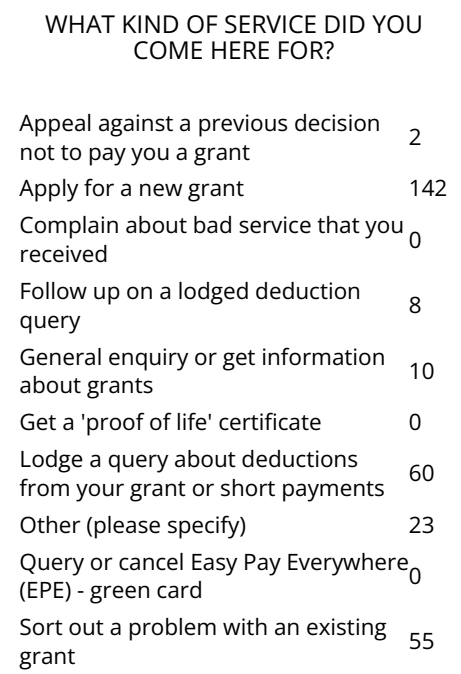 WHAT KIND OF SERVICE DID YOU
COME HERE FOR?
Appeal against a previous decision
not to pay you a grant 2
Apply for a new grant 142
Complain about bad service that you
received 0
Follow up on a lodged deduction
query 8
General enquiry or get information
about grants 10
Get a 'proof of life' certificate 0
Lodge a query about deductions
from your grant or short payments 60
Other (please specify) 23
Query or cancel Easy Pay Everywhere
(EPE) - green card 0
Sort out a problem with an existing
grant 55